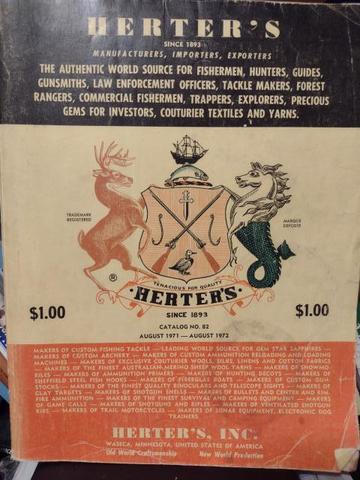 HERTER'S
SINCE 1893
MANUFACTURERS, IMPORTERS, EXPORTERS
THE AUTHENTIC WORLD SOURCE FOR FISHERMEN, HUNTERS, GUIDES,
GUNSMITHS, LAW ENFORCEMENT OFFICERS, TACKLE MAKERS, FOREST
RANGERS, COMMERCIAL FISHERMEN, TRAPPERS, EXPLORERS, PRECIOUS
GEMS FOR INVESTORS, COUTURIER TEXTILES AND YARNS.
TRADEMARK
REGISTERED
MARQUE
DEPOSÉE
®
TENACIOUS FOR QUALITY
HERTER'S
$1.00
SINCE 1893
$1.00
CATALOG NO. 82
AUGUST 1971 — AUGUST 1972
MAKERS OF CUSTOM FISHING TACKLE — LEADING WORLD SOURCE FOR GEM STAR SAPPHIRES —
MAKERS OF CUSTOM ARCHERY — MAKERS OF CUSTOM AMMUNITION RELOADING AND LOADING
MACHINES — MAKERS OF EXCLUSIVE COUTURIER WOOLS, SILKS, LINENS AND COTTON FABRICS
— MAKERS OF THE FINEST AUSTRALIAN-MERINO SHEEP WOOL YARNS — MAKERS OF SNOWMO-
BILES — MAKERS OF AMMUNITION PRIMERS — MAKERS OF HUNTING DECOYS — MAKERS OF
SHEFFIELD STEEL FISH HOOKS — MAKERS OF FIBERGLAS BOATS — MAKERS OF CUSTOM GUN-
STOCKS — MAKERS OF THE FINEST QUALITY BINOCULARS AND TELESCOPE SIGHTS — MAKERS OF
CLAY TARGETS — MAKERS OF SHOTGUN SHELLS — MAKERS OF BULLETS AND CENTER AND RIM-
FIRE AMMUNITION — MAKERS OF THE FINEST SURVIVAL AND CAMPING EQUIPMENT — MAKERS
OF GAME CALLS — MAKERS OF SHOTGUNS AND RIFLES — MAKERS OF VENTILATED SHOTGUN
RIBS — MAKERS OF TRAIL MOTORCYCLES — MAKERS OF SONAR EQUIPMENT, ELECTRONIC DOG
TRAINERS
HERTER'S, INC.
WASECA, MINNESOTA, UNITED STATES OF AMERICA
Old World Craftsmanship New World Production